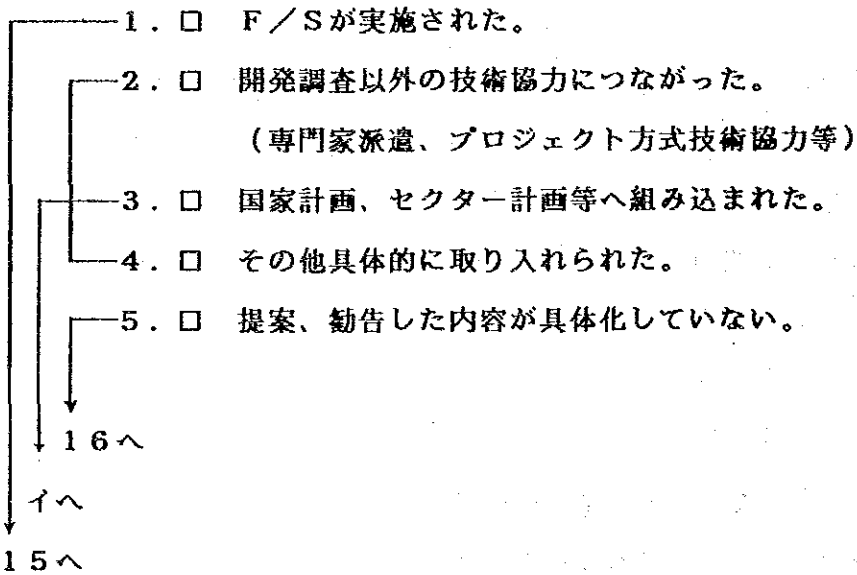 1．□　F／Sが実施された。
2．□　開発調査以外の技術協力につながった。
（専門家派遣、プロジェクト方式技術協力等）
3．□　国家計画、セクター計画等へ組み込まれた。
4．□　その他具体的に取り入れられた。
5．□　提案、勧告した内容が具体化していない。
16へ
イへ
15へ